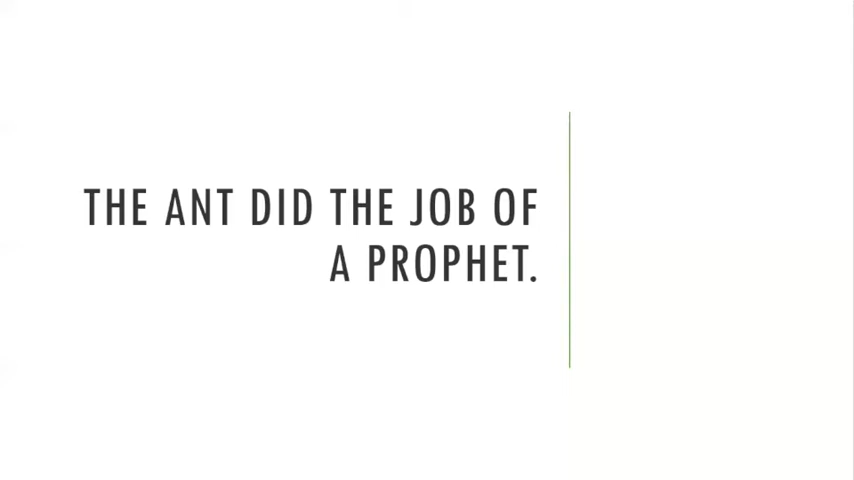 THE ANT DID THE JOB OF
A PROPHET.